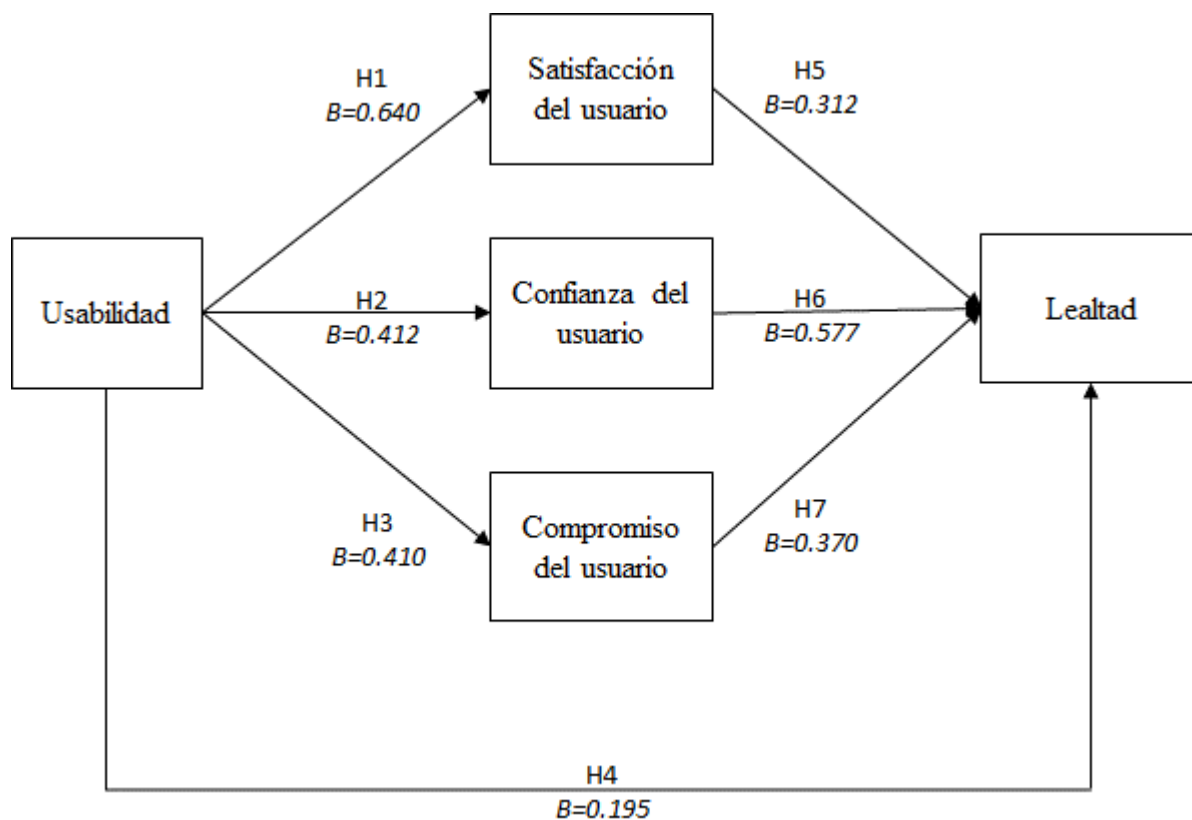 H1
B=0.640
Satisfacción
del usuario
H5
B=0.312
Usabilidad
H2
B=0.412
Confianza del
usuario
H6
B=0.577
Lealtad
H3
B=0.410
Compromiso
del usuario
H7
B=0.370
H4
B=0.195